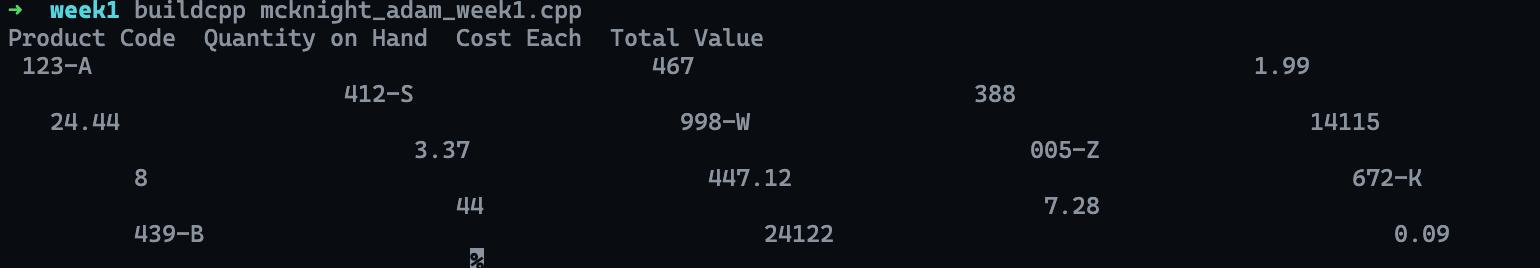 → week1 buildcpp mcknight_adam_week1.cpp
Product Code  Quantity on Hand  Cost Each  Total Value
123-A 467 1.99
412-S 388
24.44 998-W 14115
3.37 005-Z
8 447.12 672-K
44 7.28
439-B 24122 0.09
%